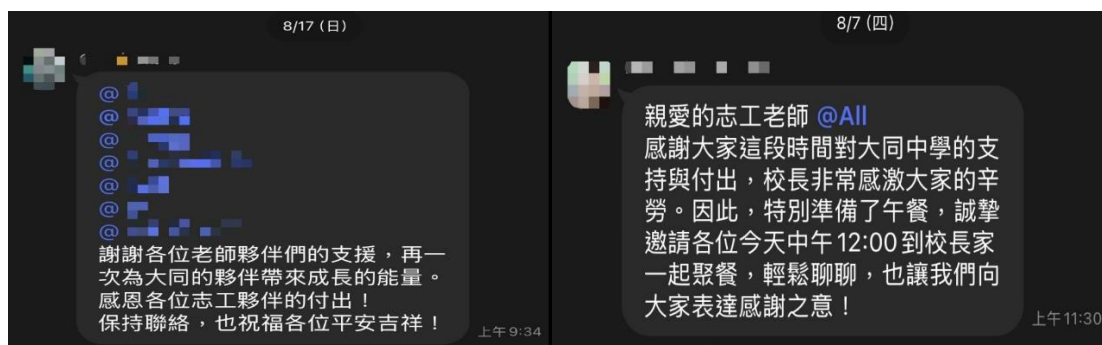 8/17（日）
@
@
@
@
@
@
@
謝謝各位老師夥伴們的支援，再一
次為大同的夥伴帶來成長的能量。
感恩各位志工夥伴的付出！
保持聯絡，也祝福各位平安吉祥！
上午9:34
8/7（四）
親愛的志工老師 @All
感謝大家這段時間對大同中學的支
持與付出，校長非常感激大家的辛
勞。因此，特別準備了午餐，誠摯
邀請各位今天中午12:00到校長家
一起聚餐，輕鬆聊聊，也讓我們向
大家表達感謝之意！
上午11:30